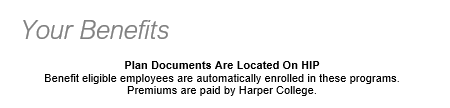 Your Benefits
Plan Documents Are Located On HIP
Benefit eligible employees are automatically enrolled in these programs.
Premiums are paid by Harper College.